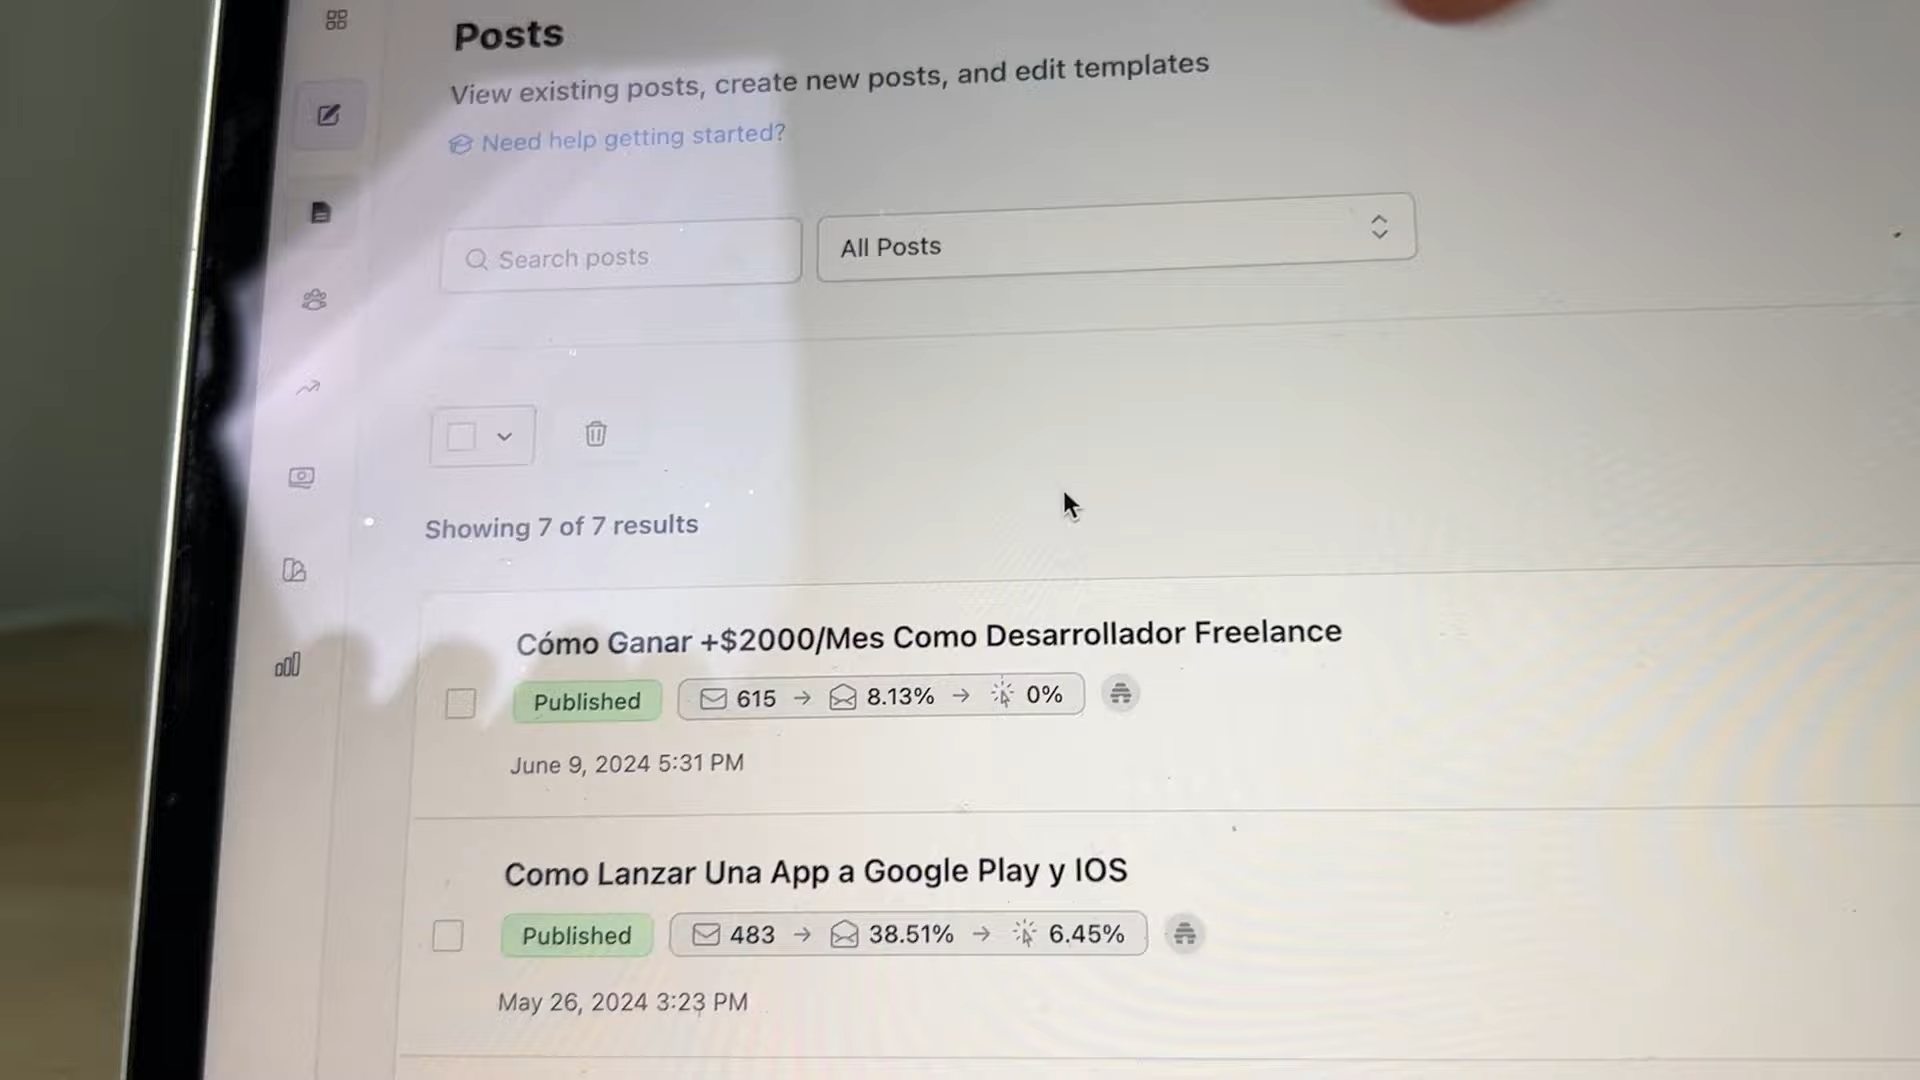 Posts
View existing posts, create new posts, and edit templates
Need help getting started?
Search posts
All Posts
Showing 7 of 7 results
Cómo Ganar +$2000/Mes Como Desarrollador Freelance
Published 615 → 8.13% → 0%
June 9, 2024 5:31 PM
Como Lanzar Una App a Google Play y IOS
Published 483 → 38.51% → 6.45%
May 26, 2024 3:23 PM